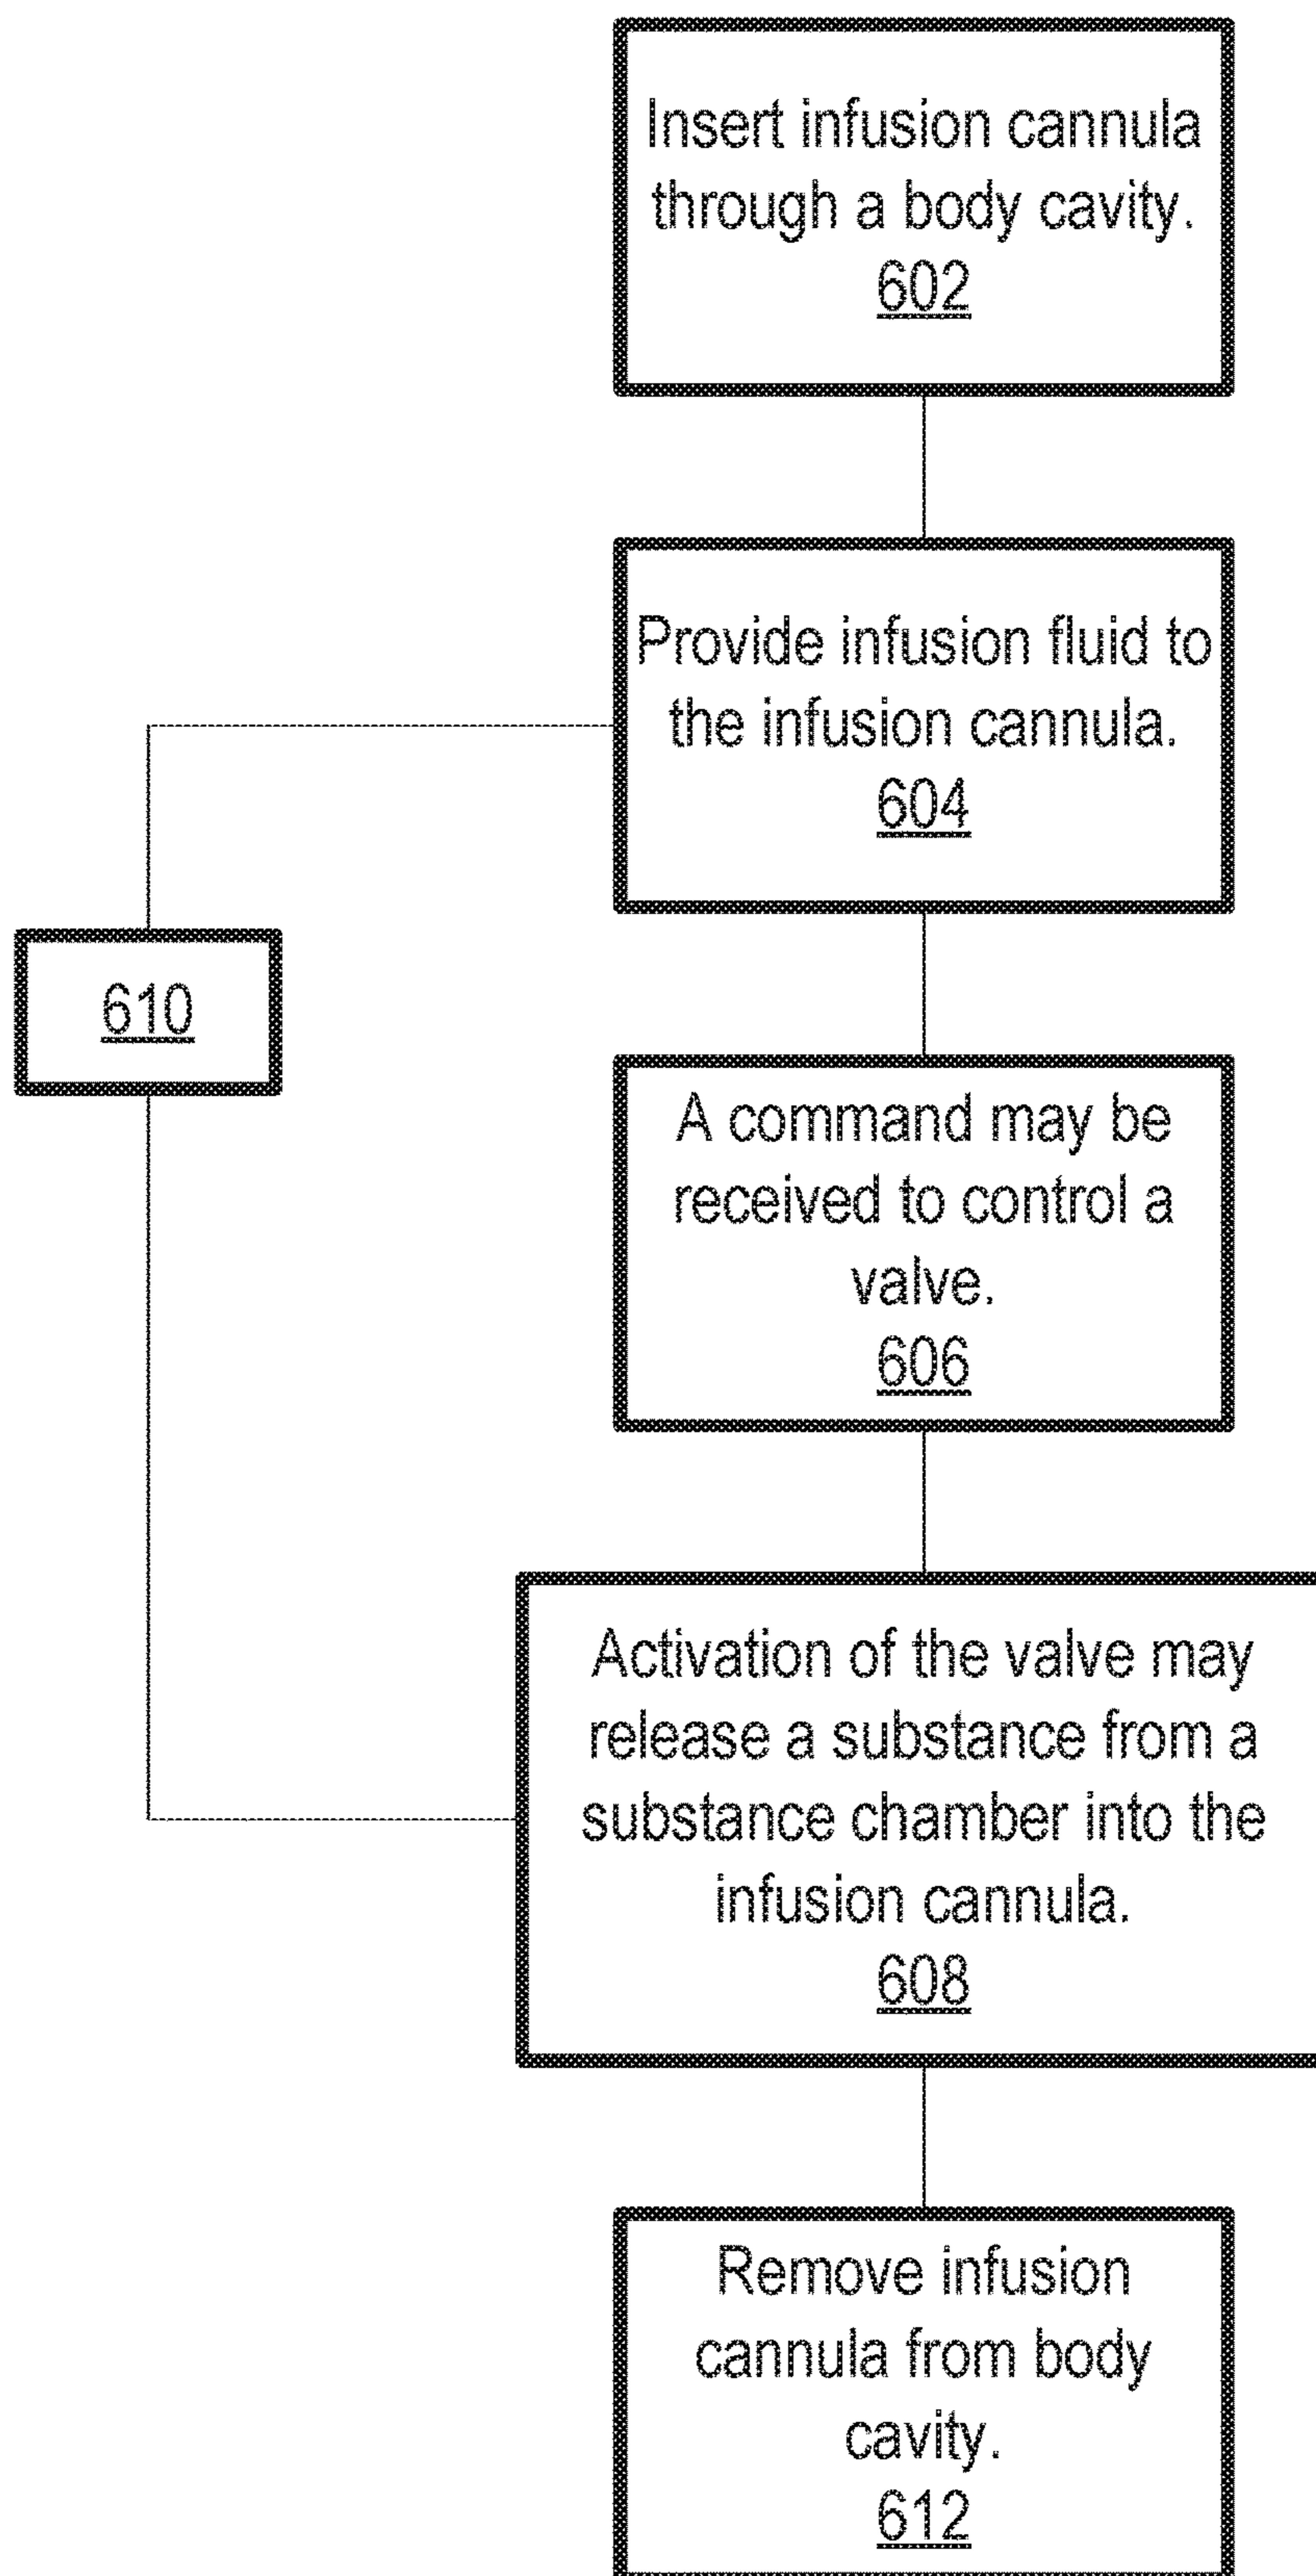 Insert infusion cannula
through a body cavity.
602
Provide infusion fluid to
the infusion cannula.
604
610
A command may be
received to control a
valve.
606
Activation of the valve may
release a substance from a
substance chamber into the
infusion cannula.
608
Remove infusion
cannula from body
cavity.
612